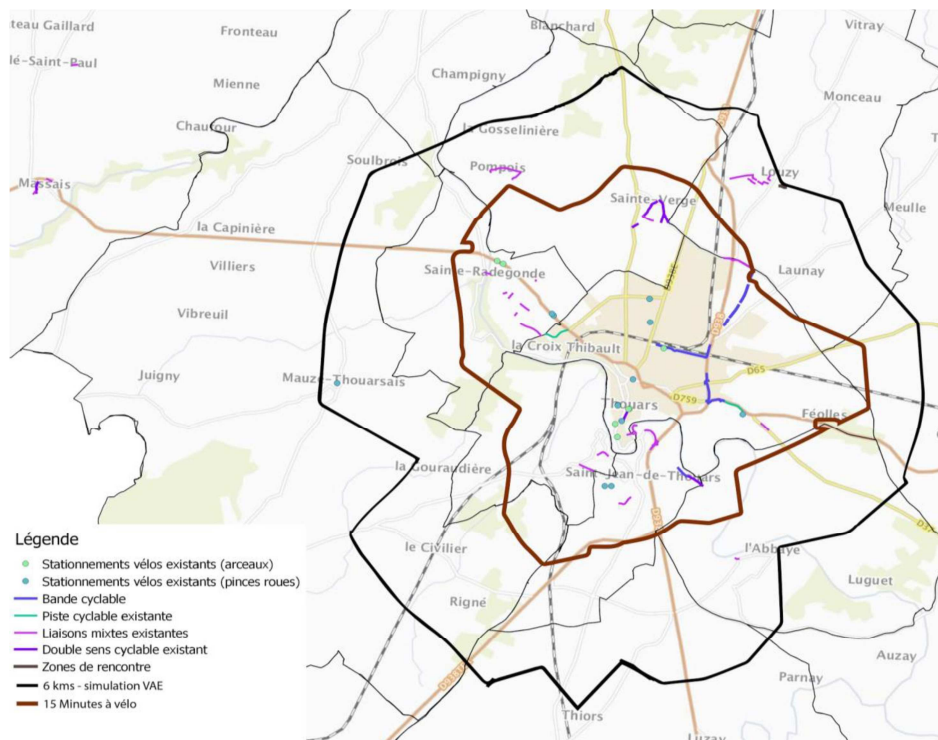 teau Gaillard
Fronteau
Blanchard
Vitray
lé-Saint-Paul
Mienne
Champigny
Monceau
Chautour
la Gosselinière
Soulbrois
Pompois
Louzy
Massais
Sainte-Verge
Meulle
la Capinière
Villiers
Sainte-Radegonde
Launay
D938E
Vibreuil
D938
la Croix Thibault
Juigny
Mauzé-Thouarsais
D65
D759
Thouars
Féolles
la Gouraudière
Saint-Jean-de-Thouars
D37
le Civilier
l'Abbaye
Luguet
Rigné
Auzay
Parnay
Thiors
Luzay
Légende
Stationnements vélos existants (arceaux)
Stationnements vélos existants (pinces roues)
Bande cyclable
Piste cyclable existante
Liaisons mixtes existantes
Double sens cyclable existant
Zones de rencontre
6 kms - simulation VAE
15 Minutes à vélo